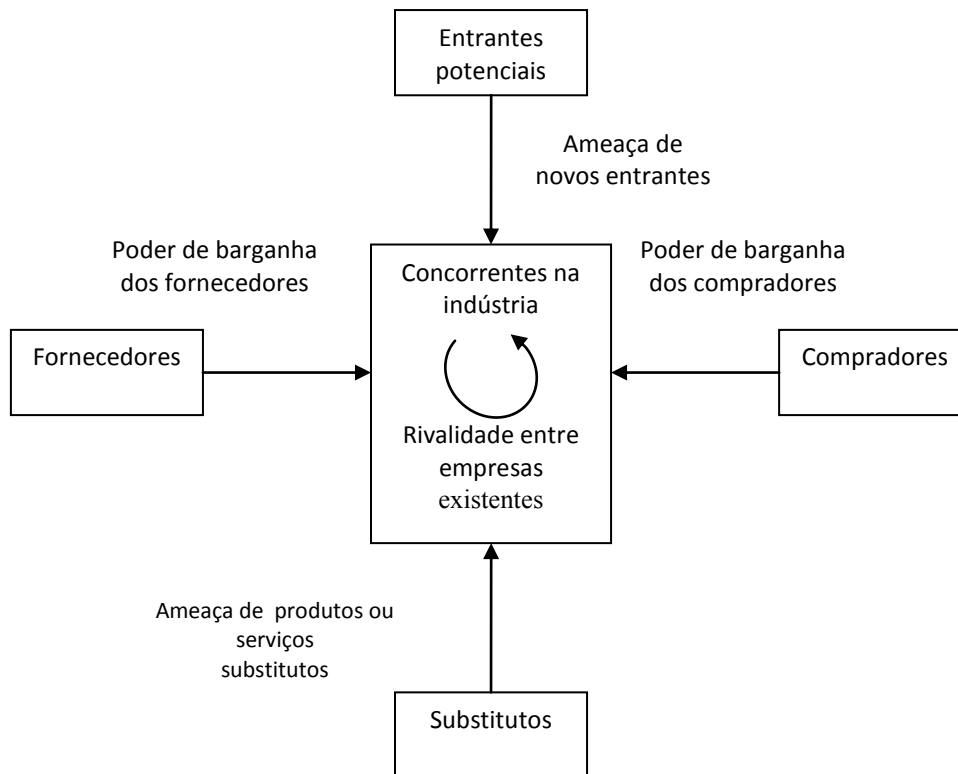 Entrantes
potenciais
Ameaça de
novos entrantes
Poder de barganha
dos fornecedores
Poder de barganha
dos compradores
Concorrentes na
indústria
Fornecedores
Compradores
Rivalidade entre
empresas
existentes
Ameaça de produtos ou
serviços
substitutos
Substitutos